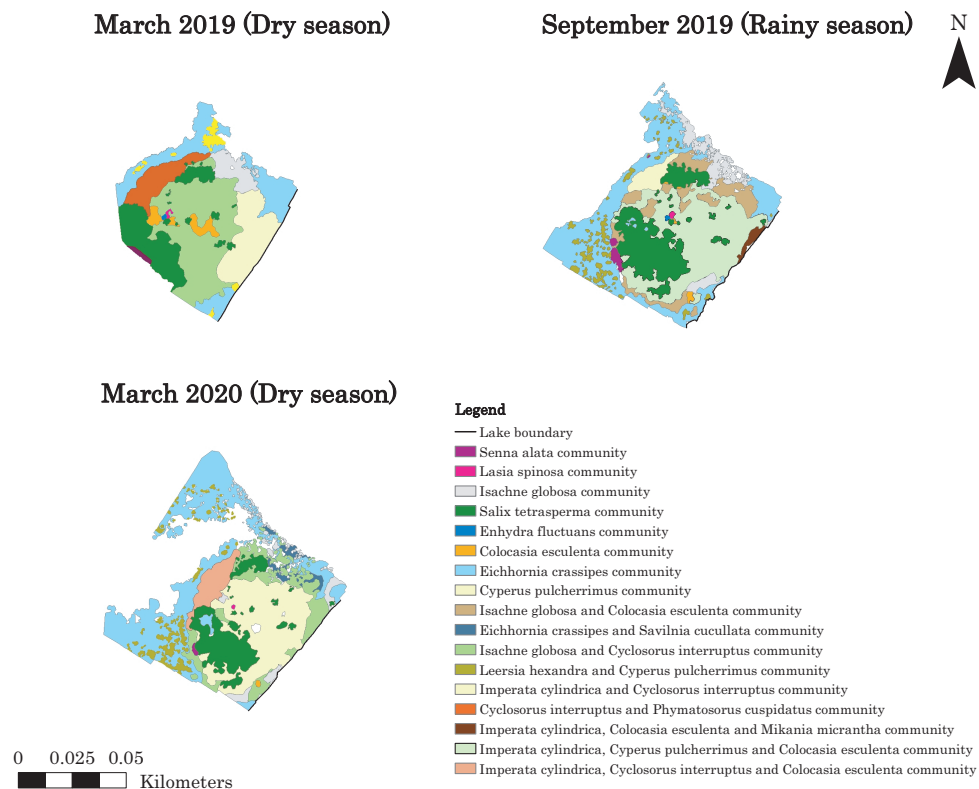 March 2019 (Dry season)
September 2019 (Rainy season)
N
March 2020 (Dry season)
Legend
Lake boundary
Senna alata community
Lasia spinosa community
Isachne globosa community
Salix tetrasperma community
Enhydra fluctuans community
Colocasia esculenta community
Eichhornia crassipes community
Cyperus pulcherrimus community
Isachne globosa and Colocasia esculenta community
Eichhornia crassipes and Savilnia cucullata community
Isachne globosa and Cyclosorus interruptus community
Leersia hexandra and Cyperus pulcherrimus community
Imperata cylindrica and Cyclosorus interruptus community
Cyclosorus interruptus and Phymatosorus cuspidatus community
Imperata cylindrica, Colocasia esculenta and Mikania micrantha community
Imperata cylindrica, Cyperus pulcherrimus and Colocasia esculenta community
Imperata cylindrica, Cyclosorus interruptus and Colocasia esculenta community
0 0.025 0.05
Kilometers